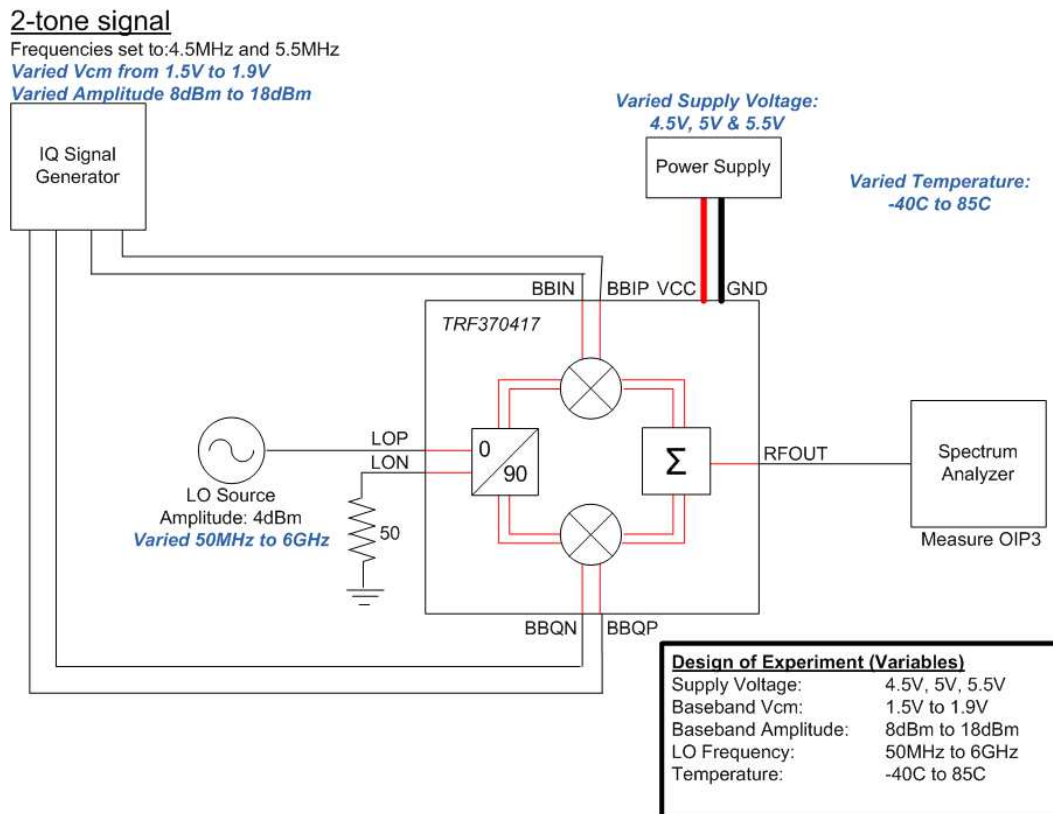 2-tone signal
Frequencies set to:4.5MHz and 5.5MHz
Varied Vcm from 1.5V to 1.9V
Varied Amplitude 8dBm to 18dBm
IQ Signal
Generator
Varied Supply Voltage:
4.5V, 5V & 5.5V
Power Supply
Varied Temperature:
-40C to 85C
BBIN BBIP VCC GND
TRF370417
LOP
LON
0
90
Σ
RFOUT
Spectrum
Analyzer
Measure OIP3
LO Source
Amplitude: 4dBm
Varied 50MHz to 6GHz
50
BBQN BBQP
Design of Experiment (Variables)
Supply Voltage: 4.5V, 5V, 5.5V
Baseband Vcm: 1.5V to 1.9V
Baseband Amplitude: 8dBm to 18dBm
LO Frequency: 50MHz to 6GHz
Temperature: -40C to 85C